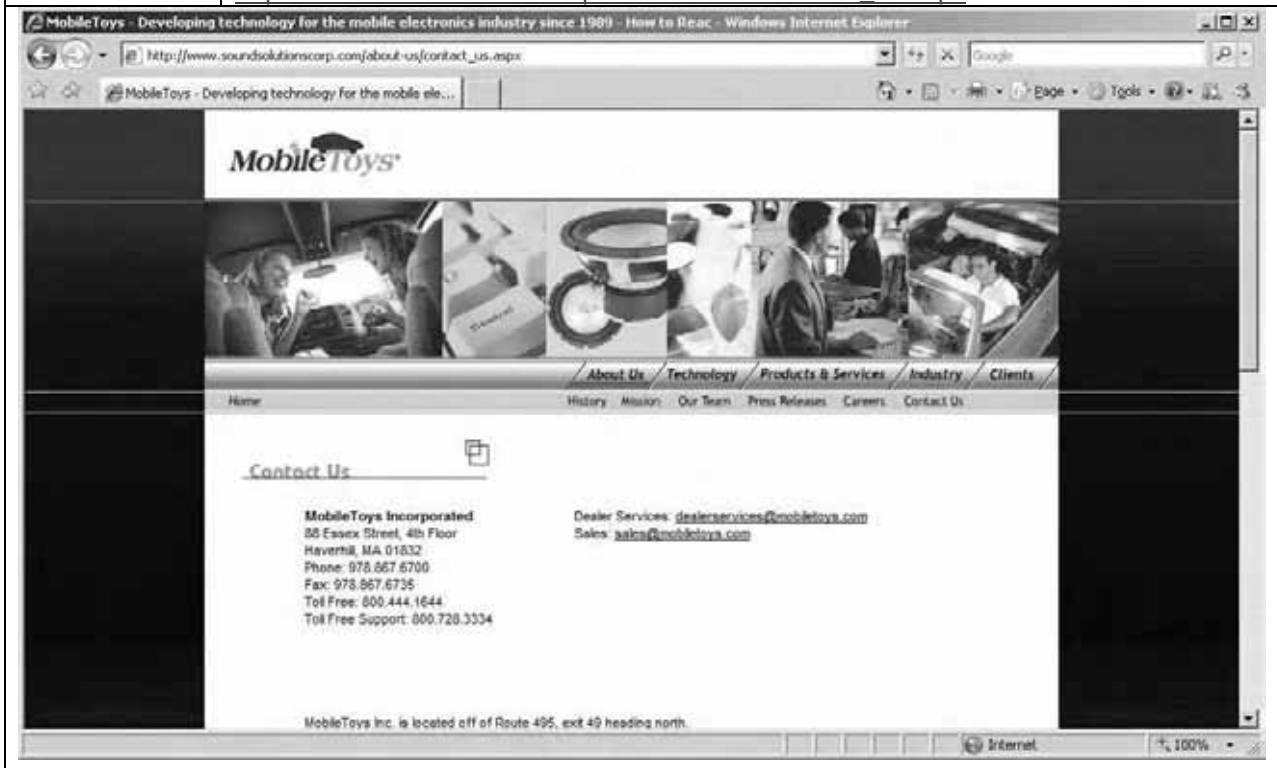 MobileToys - Developing technology for the mobile electronics industry since 1989 - How to Reac - Windows Internet Explorer
http://www.soundsolutionscorp.com/about-us/contact_us.aspx
Google
MobileToys - Developing technology for the mobile ele...
Page
Tools
MobileToys
About Us
Technology
Products & Services
Industry
Clients
Home
History
Mission
Our Team
Press Releases
Careers
Contact Us
Contact Us
MobileToys Incorporated
88 Essex Street, 4th Floor
Haverhill, MA 01832
Phone: 978.867.6700
Fax: 978.867.6735
Toll Free: 800.444.1644
Toll Free Support: 800.728.3334
Dealer Services: dealerservices@mobiletoys.com
Sales: sales@mobiletoys.com
MobileToys Inc. is located off of Route 495, exit 49 heading north.
Internet
100%